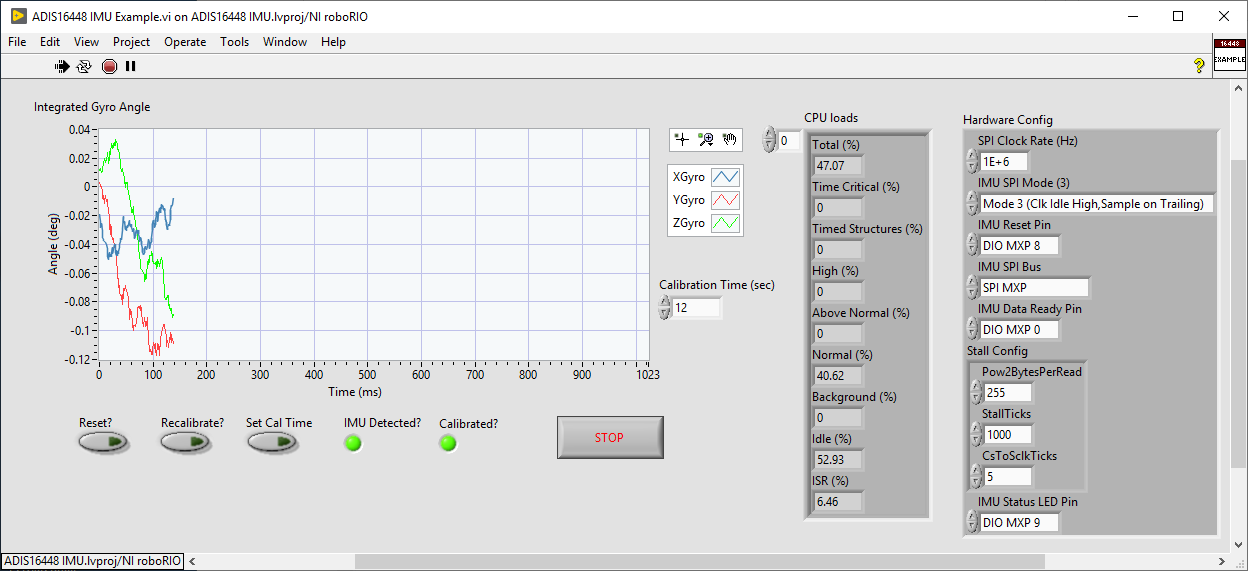 ADIS16448 IMU Example.vi on ADIS16448 IMU.lvproj/NI roboRIO
File Edit View Project Operate Tools Window Help
16448
EXAMPLE
Integrated Gyro Angle
Angle (deg)
0.04
0.02
0
-0.02
-0.04
-0.06
-0.08
-0.1
-0.12
0 100 200 300 400 500 600 700 800 900 1023
Time (ms)
XGyro
YGyro
ZGyro
Calibration Time (sec)
12
Reset?
Recalibrate?
Set Cal Time
IMU Detected?
Calibrated?
STOP
0
CPU loads
Total (%)
47.07
Time Critical (%)
0
Timed Structures (%)
0
High (%)
0
Above Normal (%)
0
Normal (%)
40.62
Background (%)
0
Idle (%)
52.93
ISR (%)
6.46
Hardware Config
SPI Clock Rate (Hz)
1E+6
IMU SPI Mode (3)
Mode 3 (Clk Idle High,Sample on Trailing)
IMU Reset Pin
DIO MXP 8
IMU SPI Bus
SPI MXP
IMU Data Ready Pin
DIO MXP 0
Stall Config
Pow2BytesPerRead
255
StallTicks
1000
CsToSclkTicks
5
IMU Status LED Pin
DIO MXP 9
ADIS16448 IMU.lvproj/NI roboRIO